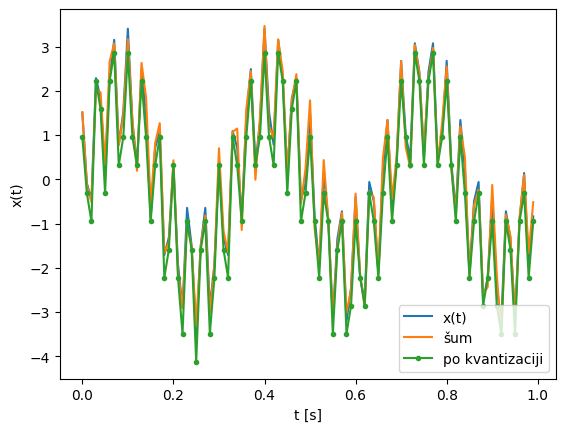 3
2
1
0
−1
−2
−3
−4
x(t)
x(t)
šum
po kvantizaciji
0.0 0.2 0.4 0.6 0.8 1.0
t [s]